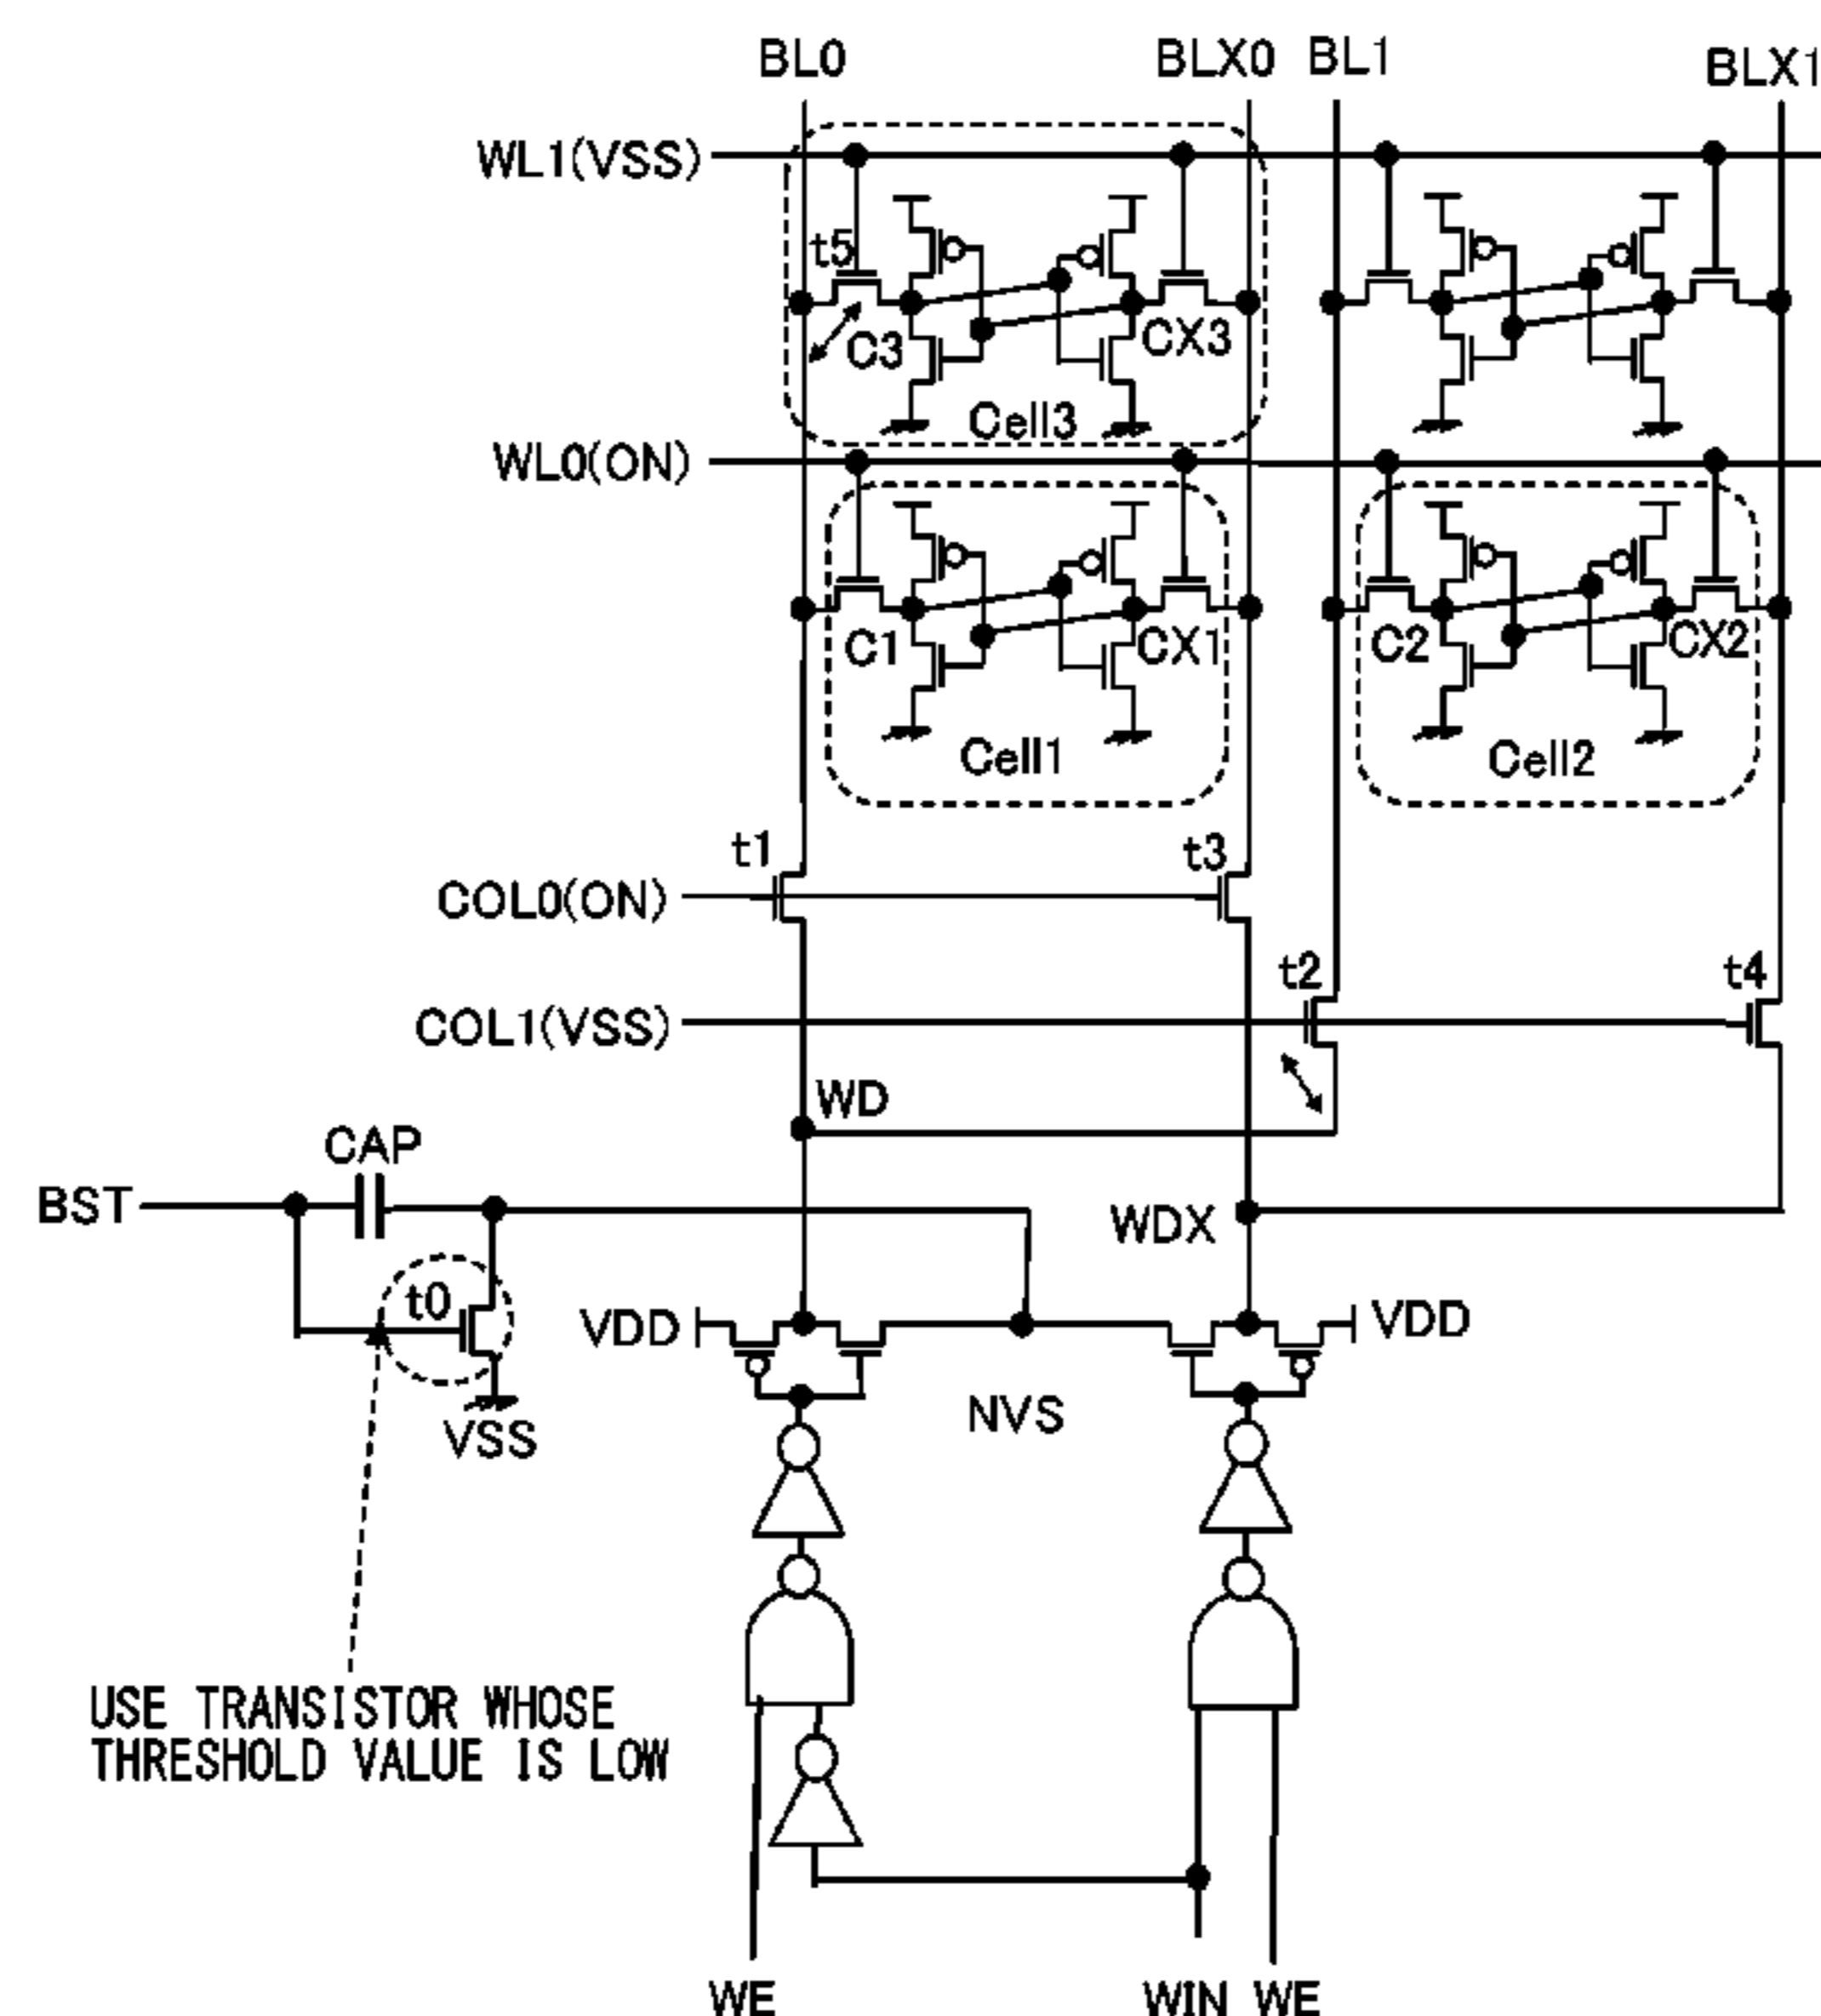 BL0
BLX0
BL1
BLX1
WL1(VSS)
t5
C3
CX3
Cell3
WL0(ON)
C1
CX1
C2
CX2
Cell1
Cell2
t1
t3
COL0(ON)
t2
t4
COL1(VSS)
WD
CAP
BST
WDX
t0
VDD
VDD
NVS
VSS
USE TRANSISTOR WHOSE
THRESHOLD VALUE IS LOW
WE
WIN
WE